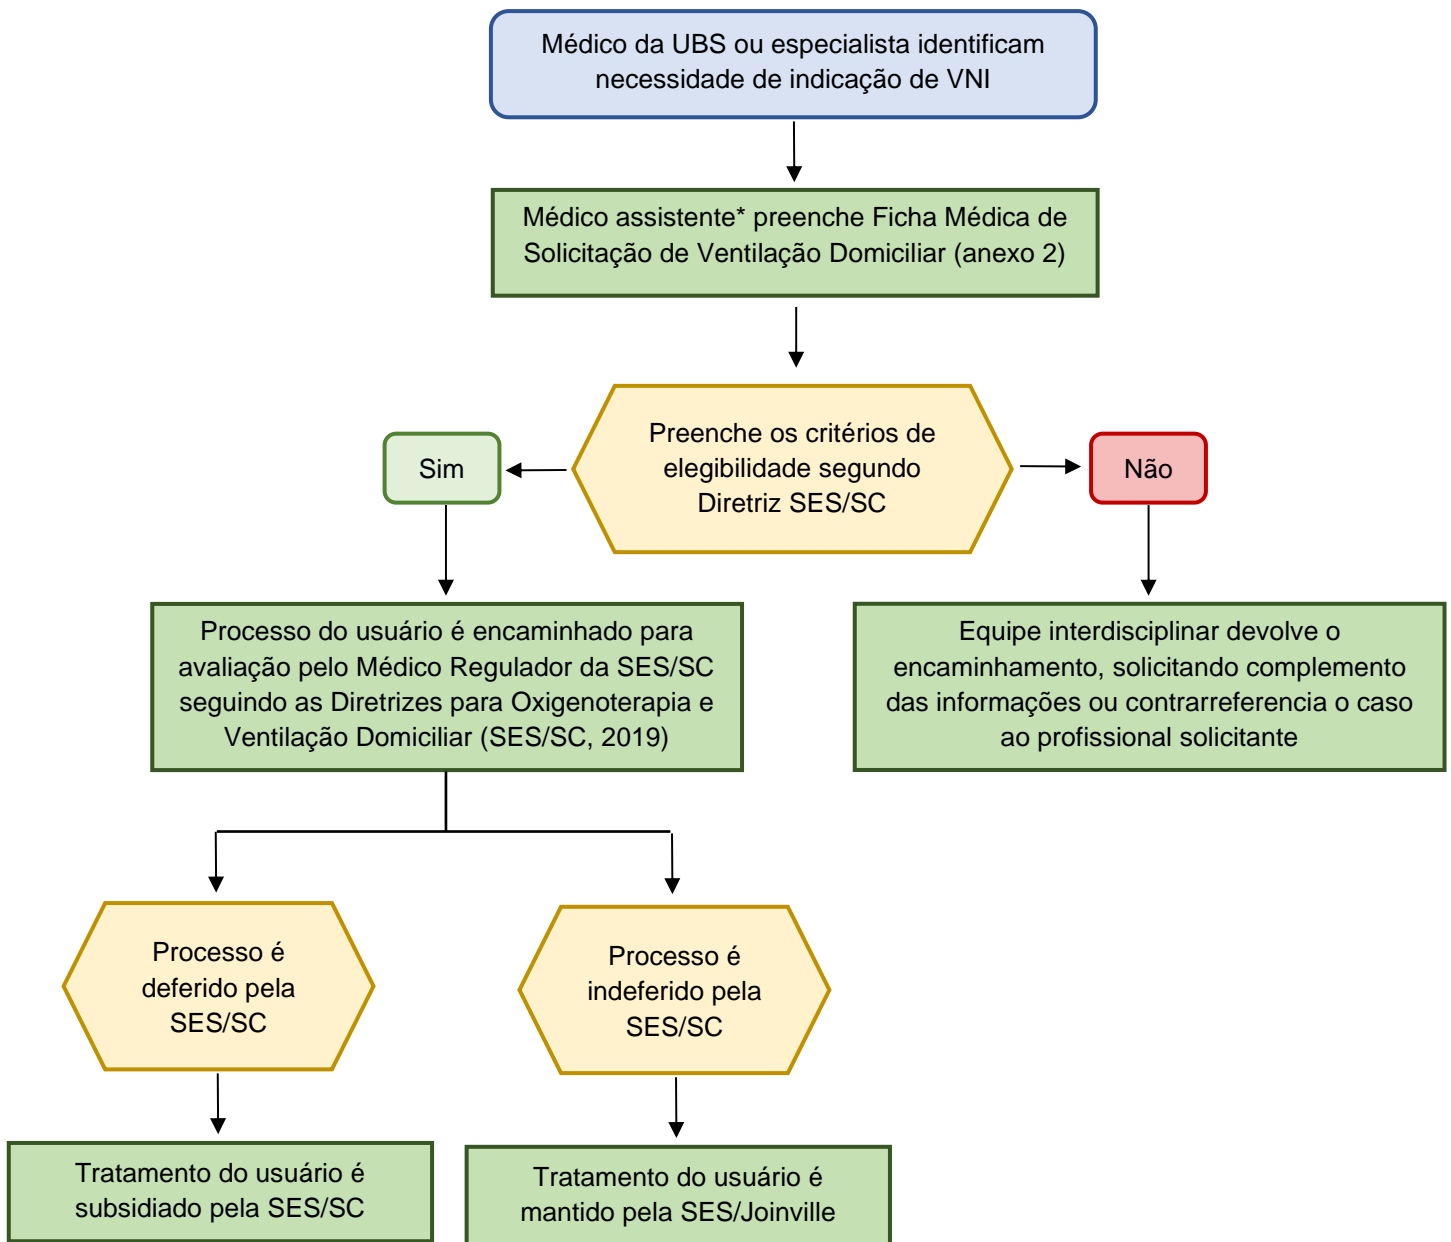 Médico da UBS ou especialista identificam
necessidade de indicação de VNI
Médico assistente* preenche Ficha Médica de
Solicitação de Ventilação Domiciliar (anexo 2)
Preenche os critérios de
elegibilidade segundo
Diretriz SES/SC
Sim
Não
Processo do usuário é encaminhado para
avaliação pelo Médico Regulador da SES/SC
seguindo as Diretrizes para Oxigenoterapia e
Ventilação Domiciliar (SES/SC, 2019)
Equipe interdisciplinar devolve o
encaminhamento, solicitando complemento
das informações ou contrarreferencia o caso
ao profissional solicitante
Processo é
deferido pela
SES/SC
Processo é
indeferido pela
SES/SC
Tratamento do usuário é
subsidiado pela SES/SC
Tratamento do usuário é
mantido pela SES/Joinville